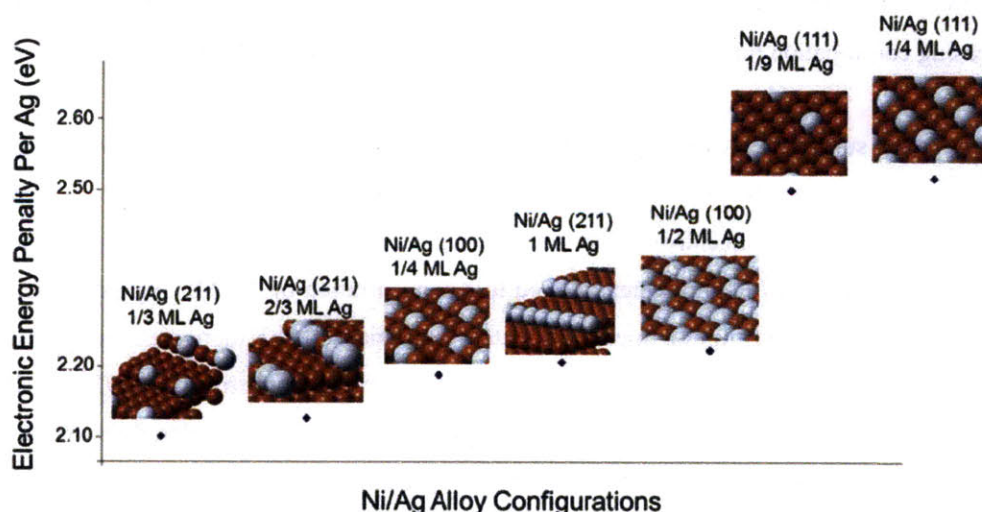 Electronic Energy Penalty Per Ag (eV)
2.60
2.50
2.20
2.10
Ni/Ag (211)
1/3 ML Ag
Ni/Ag (211)
2/3 ML Ag
Ni/Ag (100)
1/4 ML Ag
Ni/Ag (211)
1 ML Ag
Ni/Ag (100)
1/2 ML Ag
Ni/Ag (111)
1/9 ML Ag
Ni/Ag (111)
1/4 ML Ag
Ni/Ag Alloy Configurations